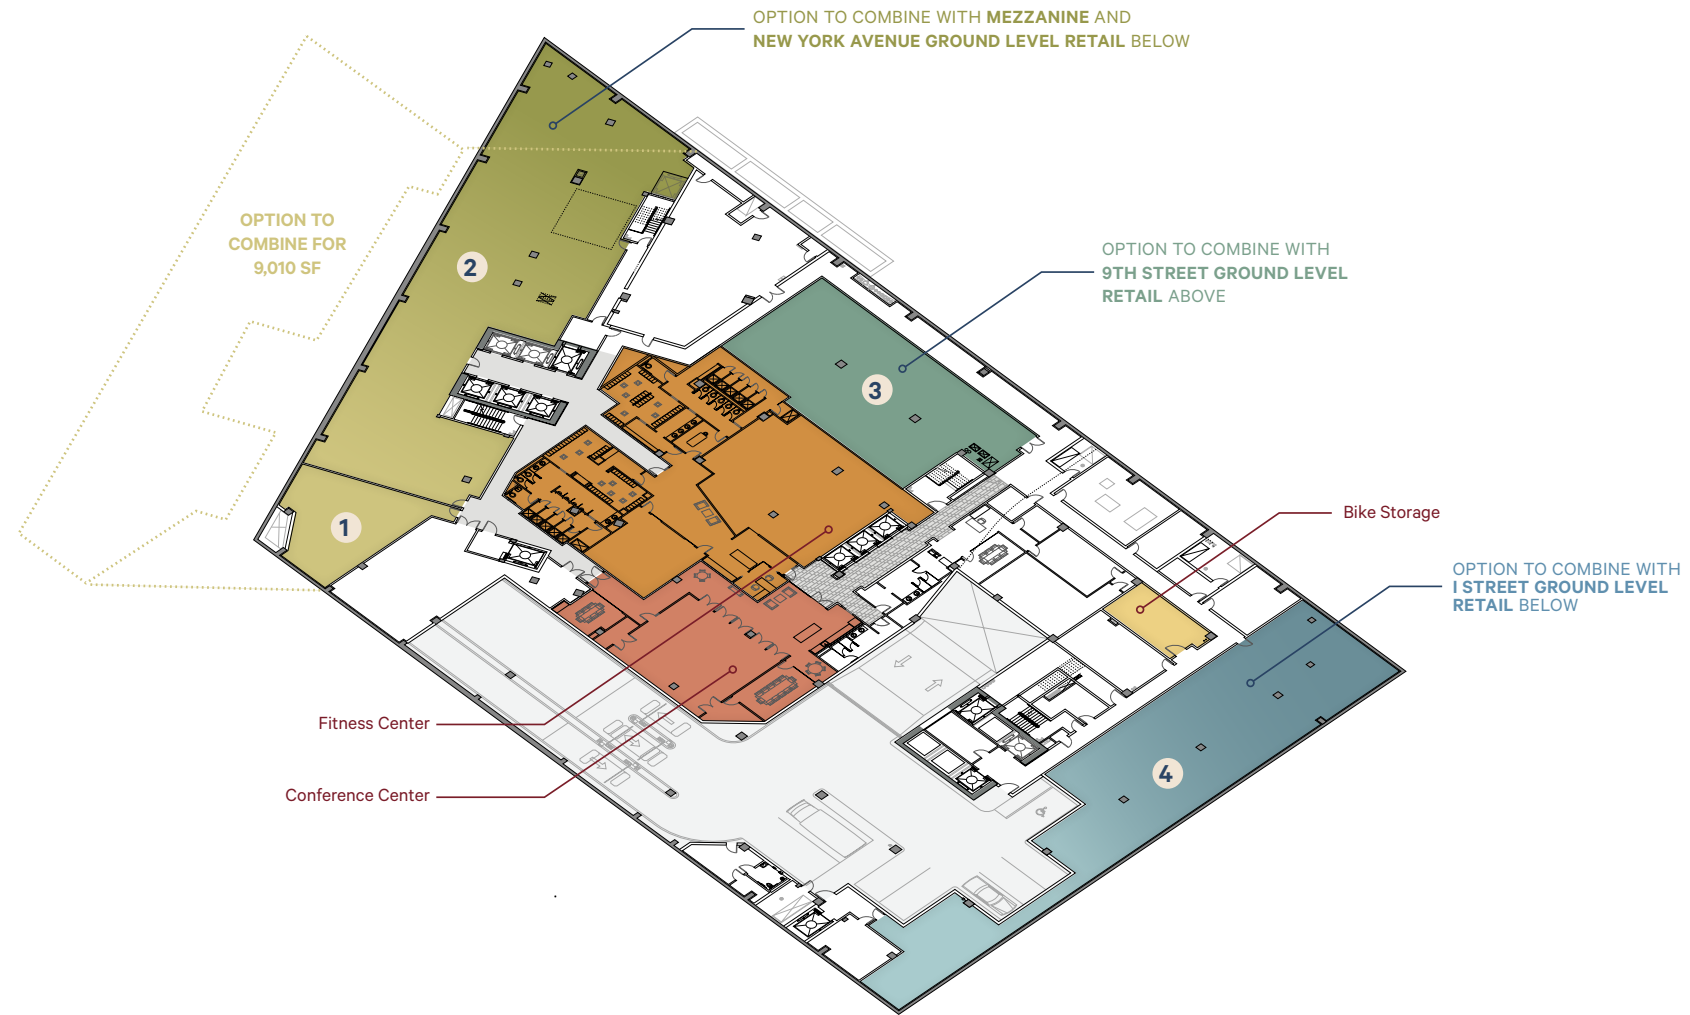 OPTION TO COMBINE WITH MEZZANINE AND
NEW YORK AVENUE GROUND LEVEL RETAIL BELOW
OPTION TO
COMBINE FOR
9,010 SF
2
OPTION TO COMBINE WITH
9TH STREET GROUND LEVEL
RETAIL ABOVE
3
1
Bike Storage
OPTION TO COMBINE WITH
I STREET GROUND LEVEL
RETAIL BELOW
Fitness Center
4
Conference Center